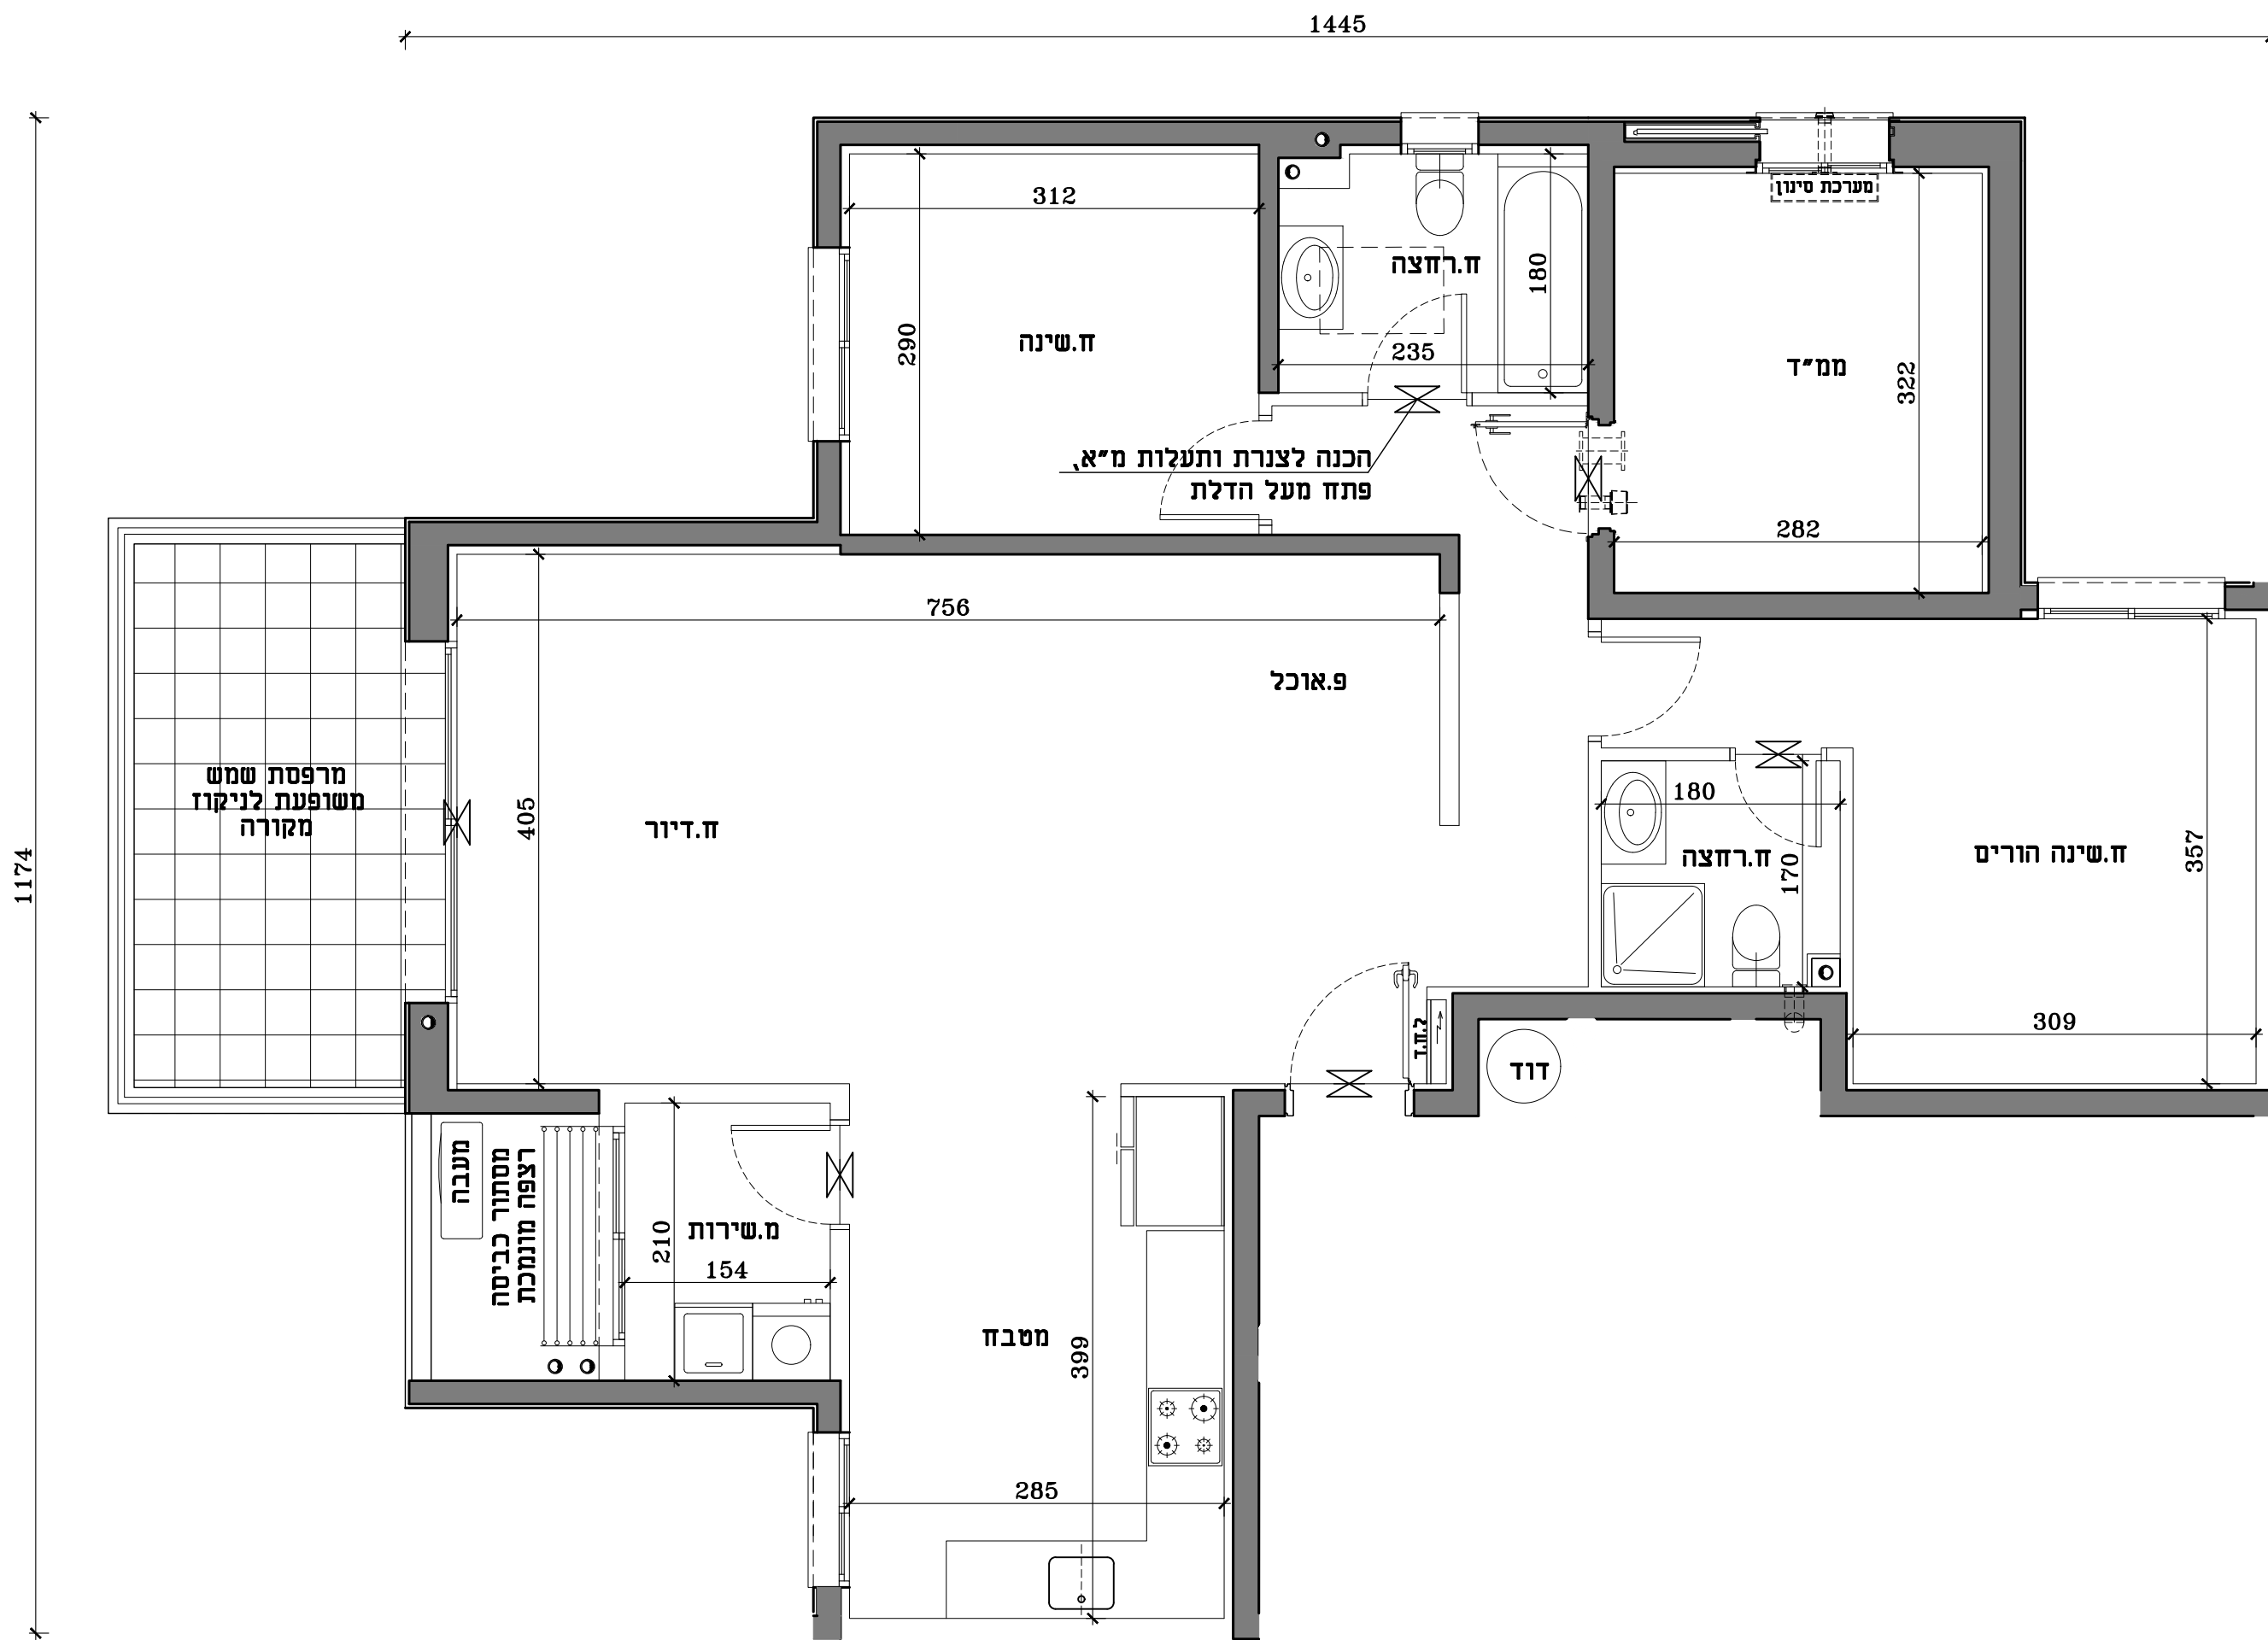 1445
מערכת סינון
312
ח.רחצה
180
290
ח.שינה
235
ממ״ד
322
הכנה לצנרת ותעלות מ״א,
פתח מעל הדלת
282
756
פ.אוכל
מרפסת שמש
משופעת לניקוז
מקורה
405
ח.דיור
180
ח.רחצה
170
ח.שינה הורים
357
1174
309
ל.ח.ד
דוד
מעבה
מסתור כביסה
רצפה מונמכת
210
מ.שירות
154
מטבח
399
285